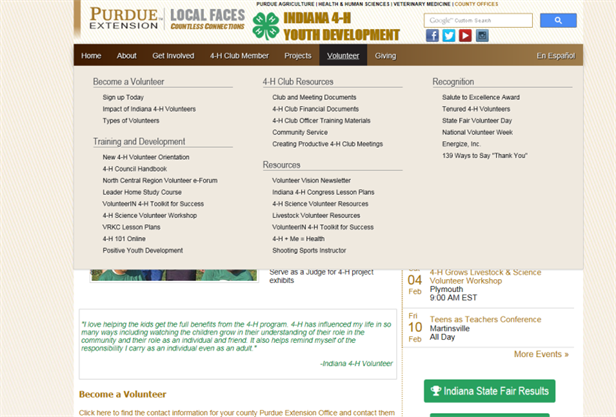 PURDUE AGRICULTURE | HEALTH & HUMAN SCIENCES | VETERINARY MEDICINE | COUNTY OFFICES
PURDUE
EXTENSION
LOCAL FACES
COUNTLESS CONNECTIONS
INDIANA 4-H
YOUTH DEVELOPMENT
Google™ Custom Search
Home About Get Involved 4-H Club Member Projects Volunteer Giving En Español
Become a Volunteer
Sign up Today
Impact of Indiana 4-H Volunteers
Types of Volunteers
Training and Development
New 4-H Volunteer Orientation
4-H Council Handbook
North Central Region Volunteer e-Forum
Leader Home Study Course
VolunteerIN 4-H Toolkit for Success
4-H Science Volunteer Workshop
VRKC Lesson Plans
4-H 101 Online
Positive Youth Development
4-H Club Resources
Club and Meeting Documents
4-H Club Financial Documents
4-H Club Officer Training Materials
Community Service
Creating Productive 4-H Club Meetings
Resources
Volunteer Vision Newsletter
Indiana 4-H Congress Lesson Plans
4-H Science Volunteer Resources
Livestock Volunteer Resources
VolunteerIN 4-H Toolkit for Success
4-H + Me = Health
Shooting Sports Instructor
Recognition
Salute to Excellence Award
Tenured 4-H Volunteers
State Fair Volunteer Day
National Volunteer Week
Energize, Inc.
139 Ways to Say "Thank You"
Serve as a Judge for 4-H project
exhibits
Sat
04
Feb
4-H Grows Livestock & Science
Volunteer Workshop
Plymouth
9:00 AM EST
Fri
10
Feb
Teens as Teachers Conference
Martinsville
All Day
More Events »
"I love helping the kids get the full benefits from the 4-H program. 4-H has influenced my life in so
many ways including watching the children grow in their understanding of their role in the
community and their role as an individual and friend. It also helps remind myself of the
responsibility I carry as an individual even as an adult."
-Indiana 4-H Volunteer
Become a Volunteer
Click here to find the contact information for your county Purdue Extension Office and contact them
Indiana State Fair Results